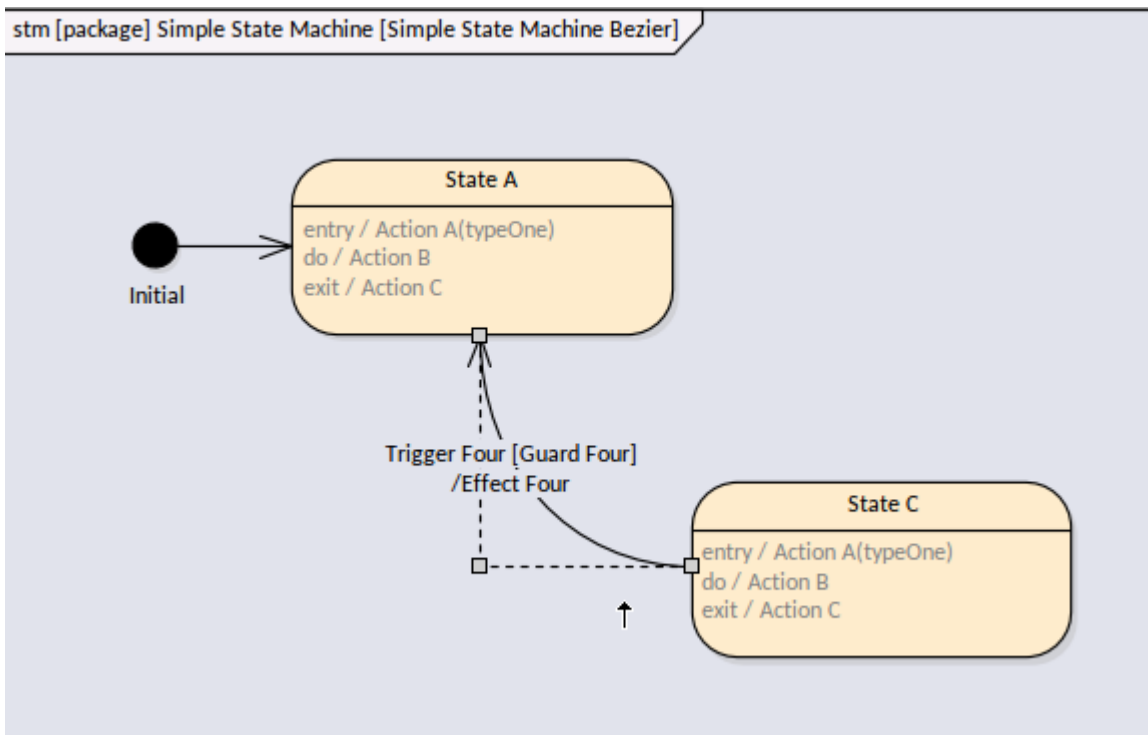 stm [package] Simple State Machine [Simple State Machine Bezier]
State A
entry / Action A(typeOne)
do / Action B
exit / Action C
Initial
Trigger Four [Guard Four]
/Effect Four
State C
entry / Action A(typeOne)
do / Action B
exit / Action C